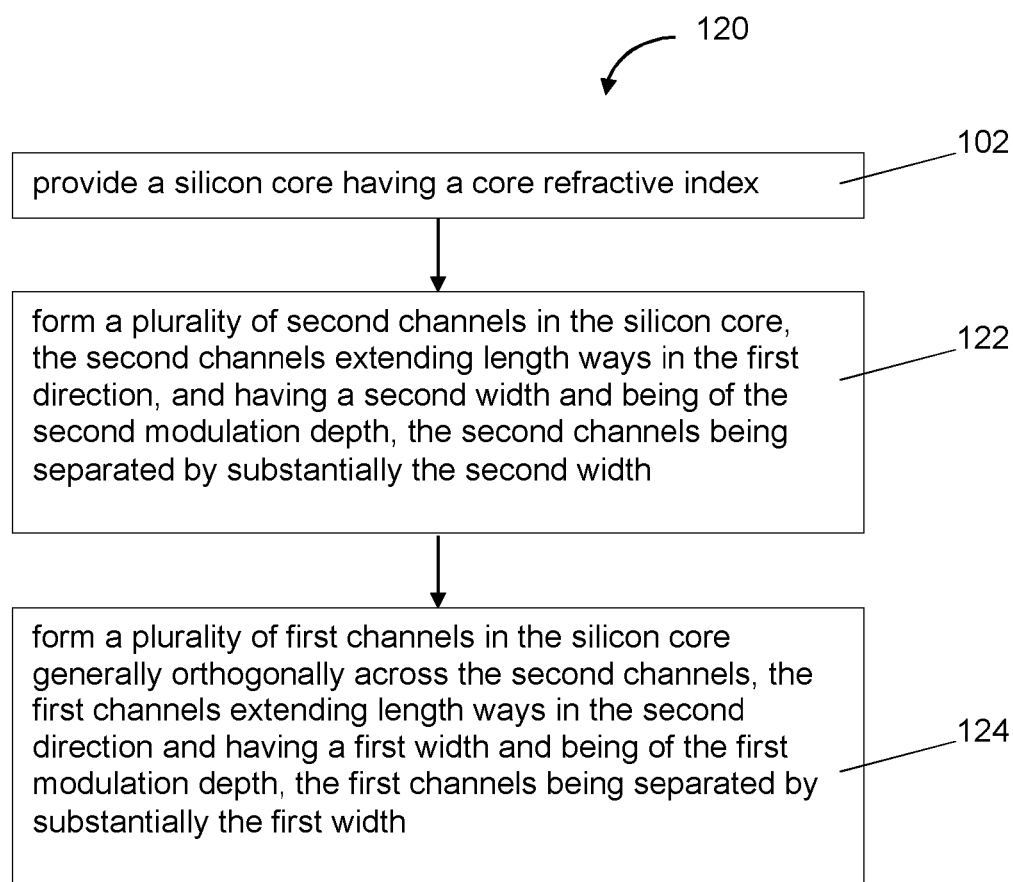 120
102
provide a silicon core having a core refractive index
form a plurality of second channels in the silicon core,
the second channels extending length ways in the first
direction, and having a second width and being of the
second modulation depth, the second channels being
separated by substantially the second width
122
form a plurality of first channels in the silicon core
generally orthogonally across the second channels, the
first channels extending length ways in the second
direction and having a first width and being of the first
modulation depth, the first channels being separated by
substantially the first width
124